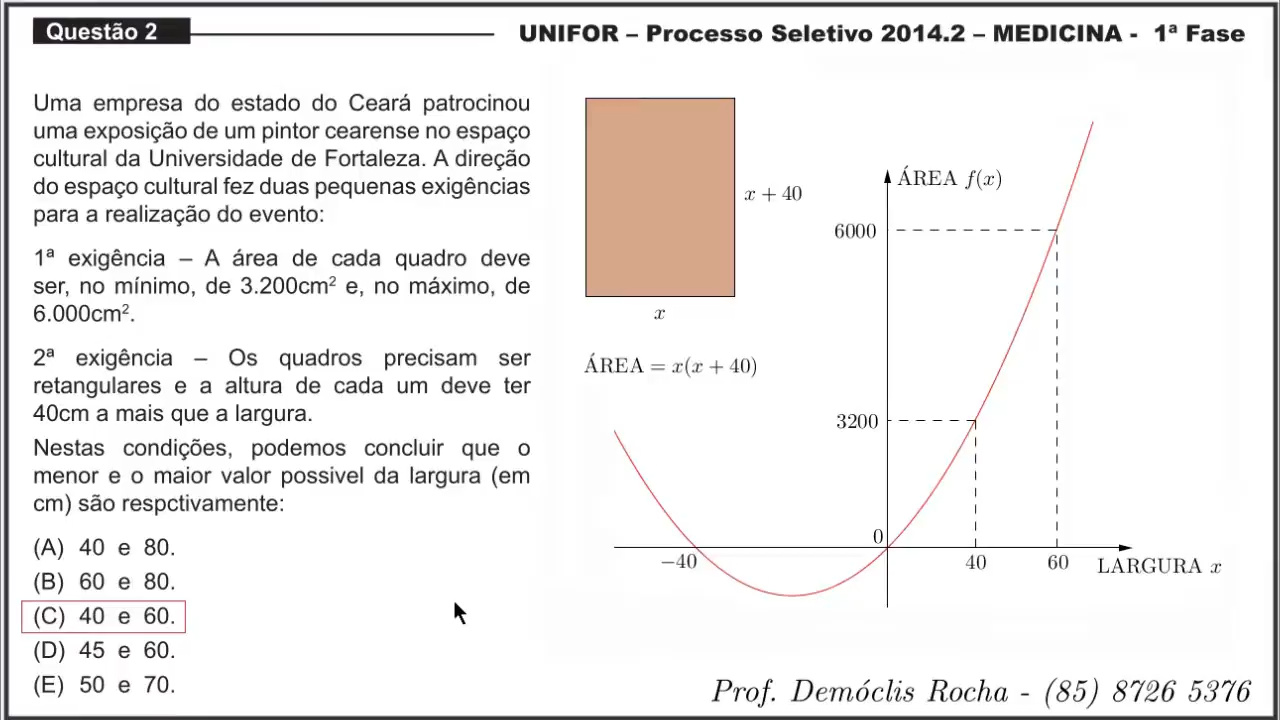 Questão 2
UNIFOR – Processo Seletivo 2014.2 – MEDICINA - 1ª Fase
Uma empresa do estado do Ceará patrocinou
uma exposição de um pintor cearense no espaço
cultural da Universidade de Fortaleza. A direção
do espaço cultural fez duas pequenas exigências
para a realização do evento:
1ª exigência – A área de cada quadro deve
ser, no mínimo, de 3.200cm² e, no máximo, de
6.000cm².
2ª exigência – Os quadros precisam ser
retangulares e a altura de cada um deve ter
40cm a mais que a largura.
Nestas condições, podemos concluir que o
menor e o maior valor possivel da largura (em
cm) são respctivamente:
(A) 40 e 80.
(B) 60 e 80.
(C) 40 e 60.
(D) 45 e 60.
(E) 50 e 70.
x + 40
x
ÁREA = x(x + 40)
ÁREA f(x)
6000
3200
0
−40
40
60
LARGURA x
Prof. Demóclis Rocha - (85) 8726 5376